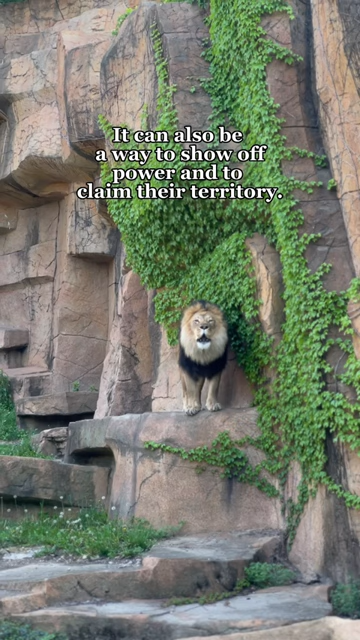 It can also be
a way to show off
power and to
claim their territory.